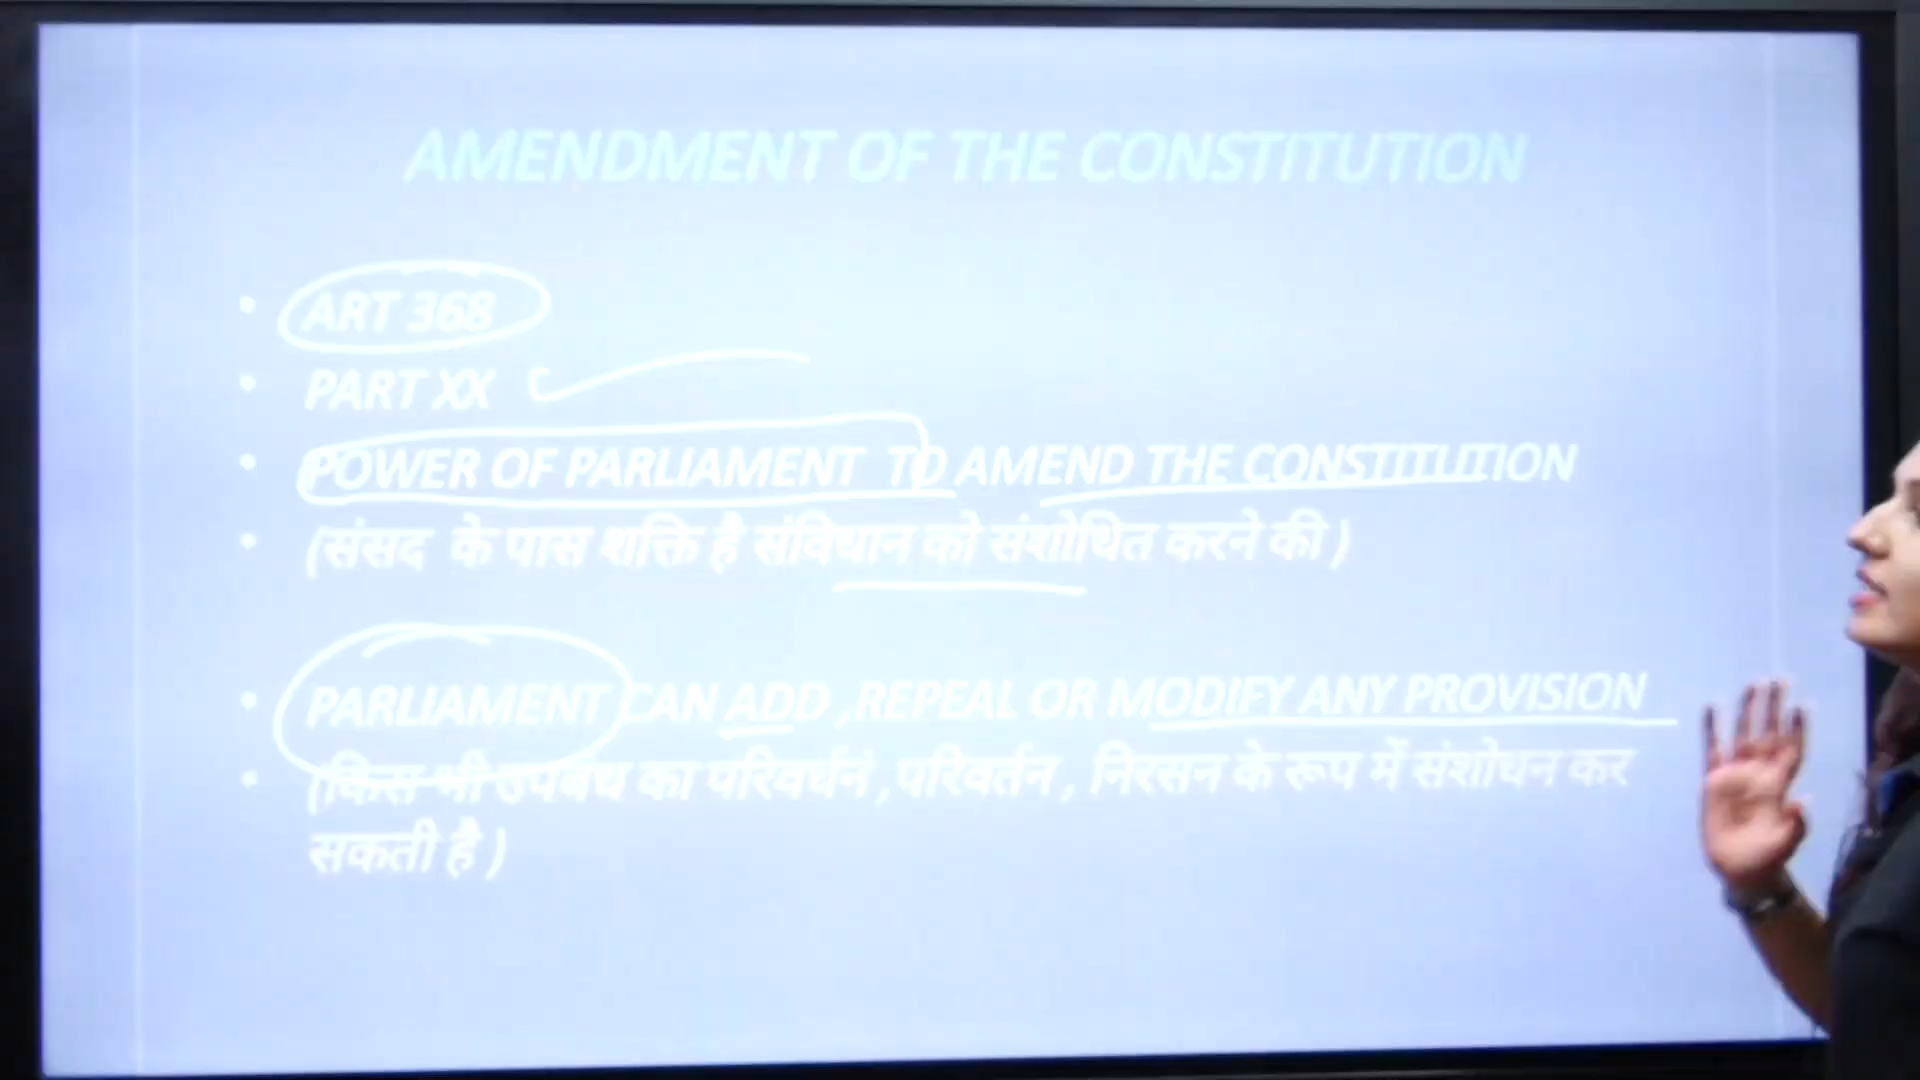 AMENDMENT OF THE CONSTITUTION
• ART 368
• PART XX
• POWER OF PARLIAMENT TO AMEND THE CONSTITUTION
• (संसद के पास शक्ति है संविधान को संशोधित करने की )
• PARLIAMENT CAN ADD ,REPEAL OR MODIFY ANY PROVISION
• (किस भी उपबंध का परिवर्धन ,परिवर्तन , निरसन के रूप में संशोधन कर
सकती है )